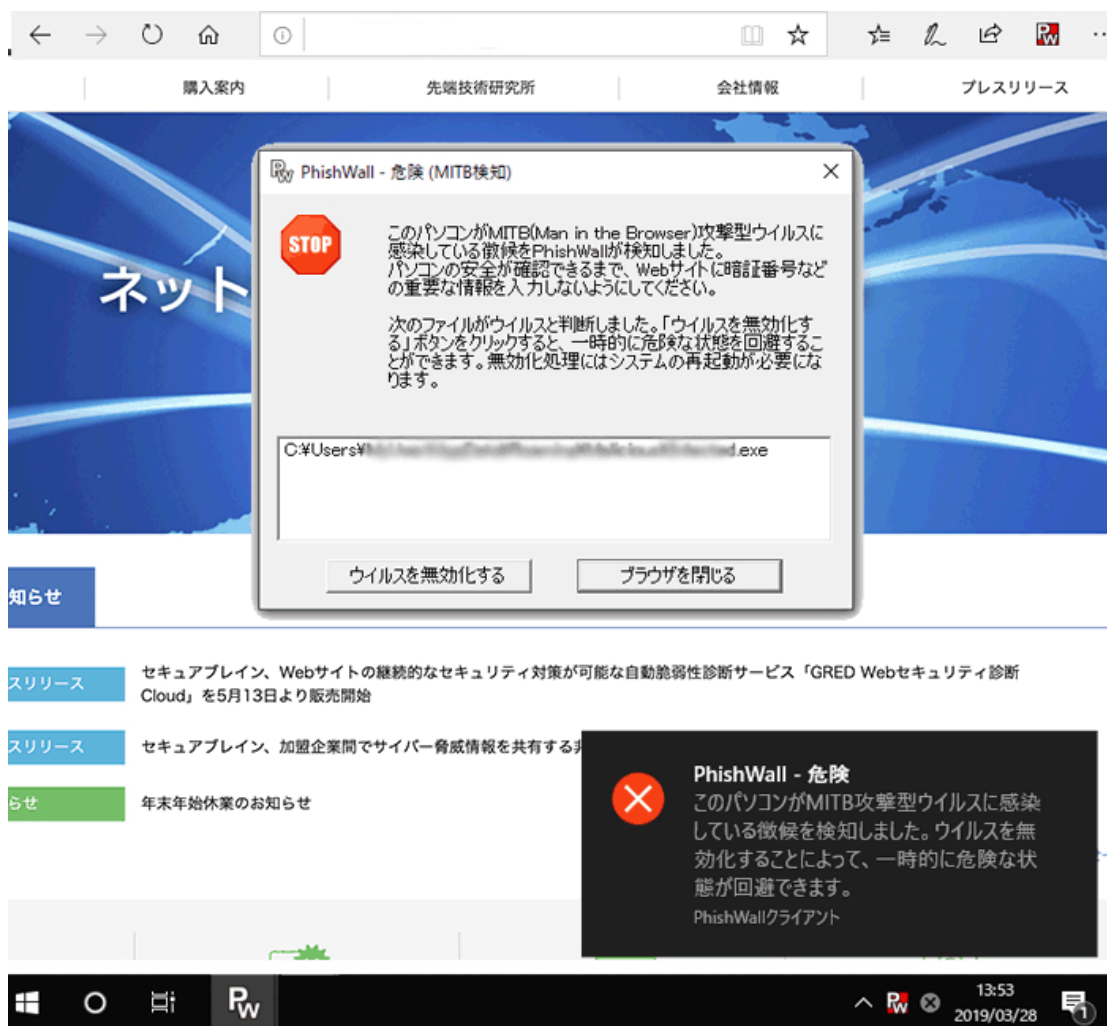 購入案内
先端技術研究所
会社情報
プレスリリース
ネット
PW PhishWall - 危険 (MITB検知)
STOP
このパソコンがMITB(Man in the Browser)攻撃型ウイルスに
感染している徴候をPhishWallが検知しました。
パソコンの安全が確認できるまで、Webサイトに暗証番号など
の重要な情報を入力しないようにしてください。
次のファイルがウイルスと判断しました。「ウイルスを無効化す
る」ボタンをクリックすると、一時的に危険な状態を回避するこ
とができます。無効化処理にはシステムの再起動が必要にな
ります。
C:¥Users¥ d.exe
ウイルスを無効化する
ブラウザを閉じる
知らせ
スリリース
セキュアブレイン、Webサイトの継続的なセキュリティ対策が可能な自動脆弱性診断サービス「GRED Webセキュリティ診断
Cloud」を5月13日より販売開始
スリリース
セキュアブレイン、加盟企業間でサイバー脅威情報を共有する
らせ
年末年始休業のお知らせ
PhishWall - 危険
このパソコンがMITB攻撃型ウイルスに感染
している徴候を検知しました。ウイルスを無
効化することによって、一時的に危険な状
態が回避できます。
PhishWallクライアント
PW
PW
13:53
2019/03/28
1